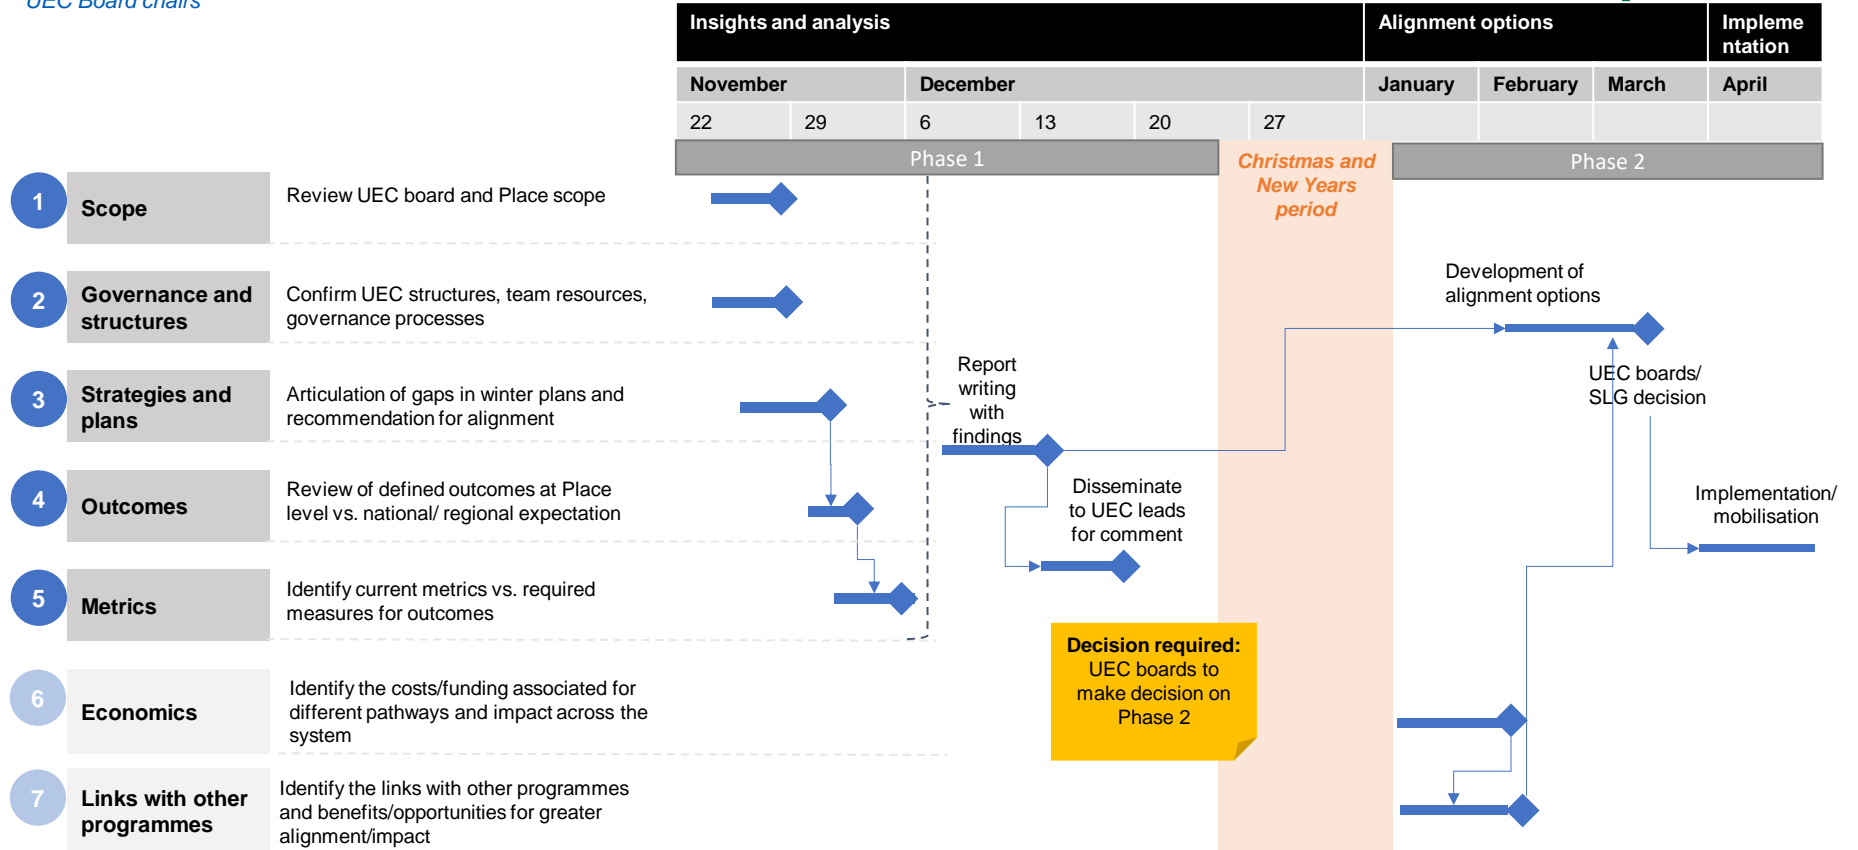 UEC Board chairs
Insights and analysis
Alignment options
Impleme
ntation
November
December
January
February
March
April
22
29
6
13
20
27
Phase 1
Christmas and
New Years
period
Phase 2
1
Scope
Review UEC board and Place scope
2
Governance and
structures
Confirm UEC structures, team resources,
governance processes
Development of
alignment options
3
Strategies and
plans
Articulation of gaps in winter plans and
recommendation for alignment
Report
writing
with
findings
UEC boards/
SLG decision
4
Outcomes
Review of defined outcomes at Place
level vs. national/ regional expectation
Disseminate
to UEC leads
for comment
Implementation/
mobilisation
5
Metrics
Identify current metrics vs. required
measures for outcomes
Decision required:
UEC boards to
make decision on
Phase 2
6
Economics
Identify the costs/funding associated for
different pathways and impact across the
system
7
Links with other
programmes
Identify the links with other programmes
and benefits/opportunities for greater
alignment/impact